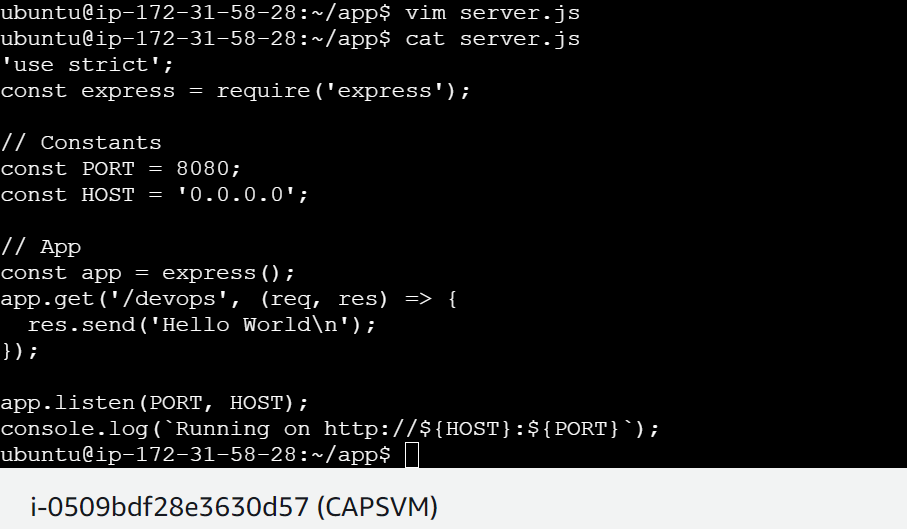 ubuntu@ip-172-31-58-28:~/app$ vim server.js
ubuntu@ip-172-31-58-28:~/app$ cat server.js
'use strict';
const express = require('express');

// Constants
const PORT = 8080;
const HOST = '0.0.0.0';

// App
const app = express();
app.get('/devops', (req, res) => {
  res.send('Hello World\n');
});

app.listen(PORT, HOST);
console.log(`Running on http://${HOST}:${PORT}`);
ubuntu@ip-172-31-58-28:~/app$
i-0509bdf28e3630d57 (CAPSVM)